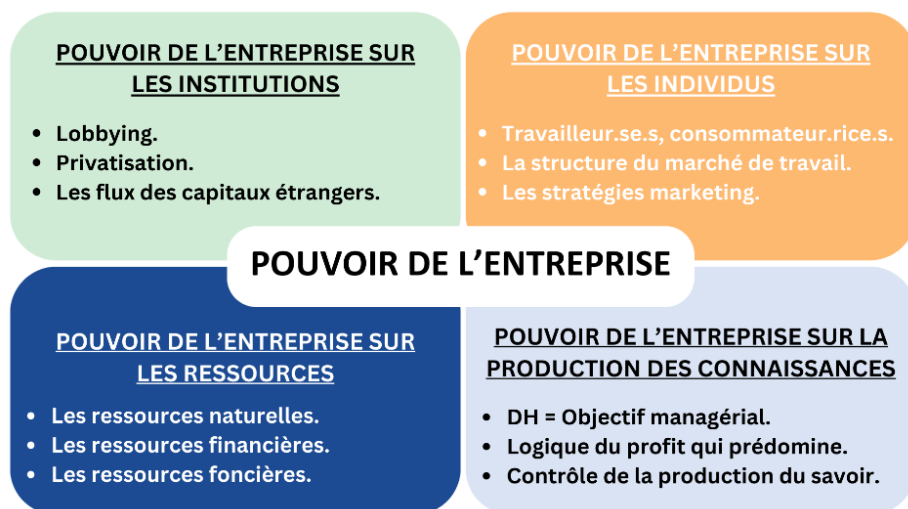 POUVOIR DE L’ENTREPRISE SUR
LES INSTITUTIONS
• Lobbying.
• Privatisation.
• Les flux des capitaux étrangers.
POUVOIR DE L’ENTREPRISE SUR
LES INDIVIDUS
• Travailleur.se.s, consommateur.rice.s.
• La structure du marché de travail.
• Les stratégies marketing.
POUVOIR DE L’ENTREPRISE
POUVOIR DE L’ENTREPRISE SUR
LES RESSOURCES
• Les ressources naturelles.
• Les ressources financières.
• Les ressources foncières.
POUVOIR DE L’ENTREPRISE SUR LA
PRODUCTION DES CONNAISSANCES
• DH = Objectif managérial.
• Logique du profit qui prédomine.
• Contrôle de la production du savoir.